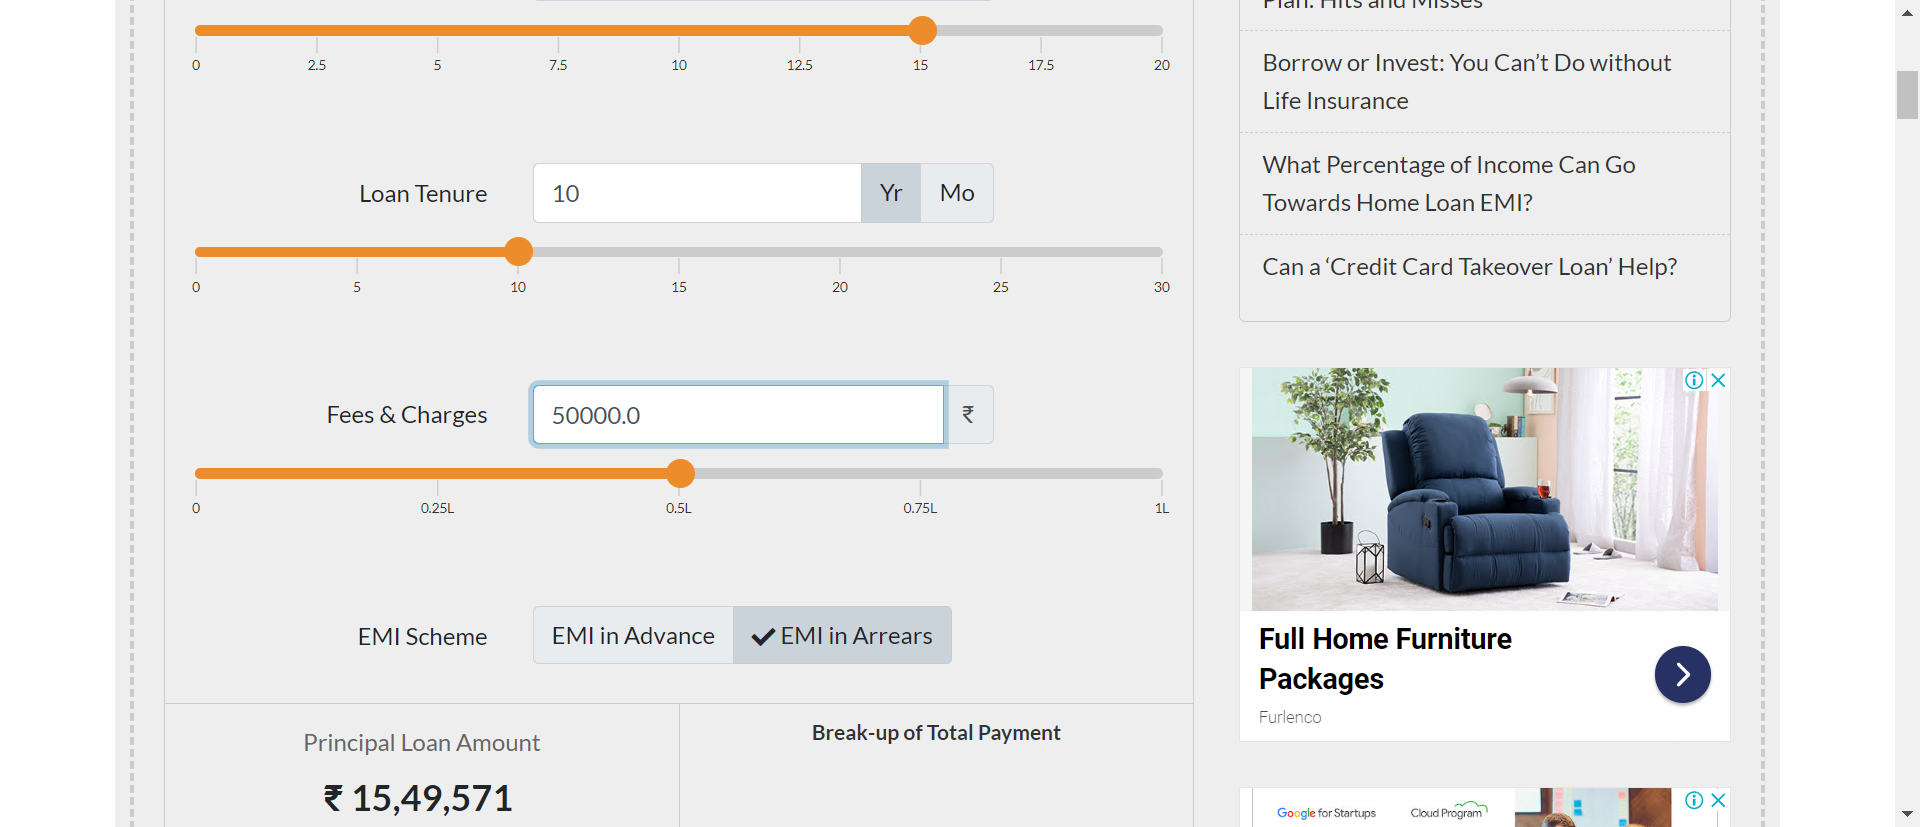 0 2.5 5 7.5 10 12.5 15 17.5 20
Loan Tenure 10 Yr Mo
0 5 10 15 20 25 30
Fees & Charges 50000.0 ₹
0 0.25L 0.5L 0.75L 1L
EMI Scheme EMI in Advance EMI in Arrears
Principal Loan Amount
₹ 15,49,571
Break-up of Total Payment
Plan: Hits and Misses
Borrow or Invest: You Can’t Do without
Life Insurance
What Percentage of Income Can Go
Towards Home Loan EMI?
Can a ‘Credit Card Takeover Loan’ Help?
Full Home Furniture
Packages
Furlenco
Google for Startups Cloud Program